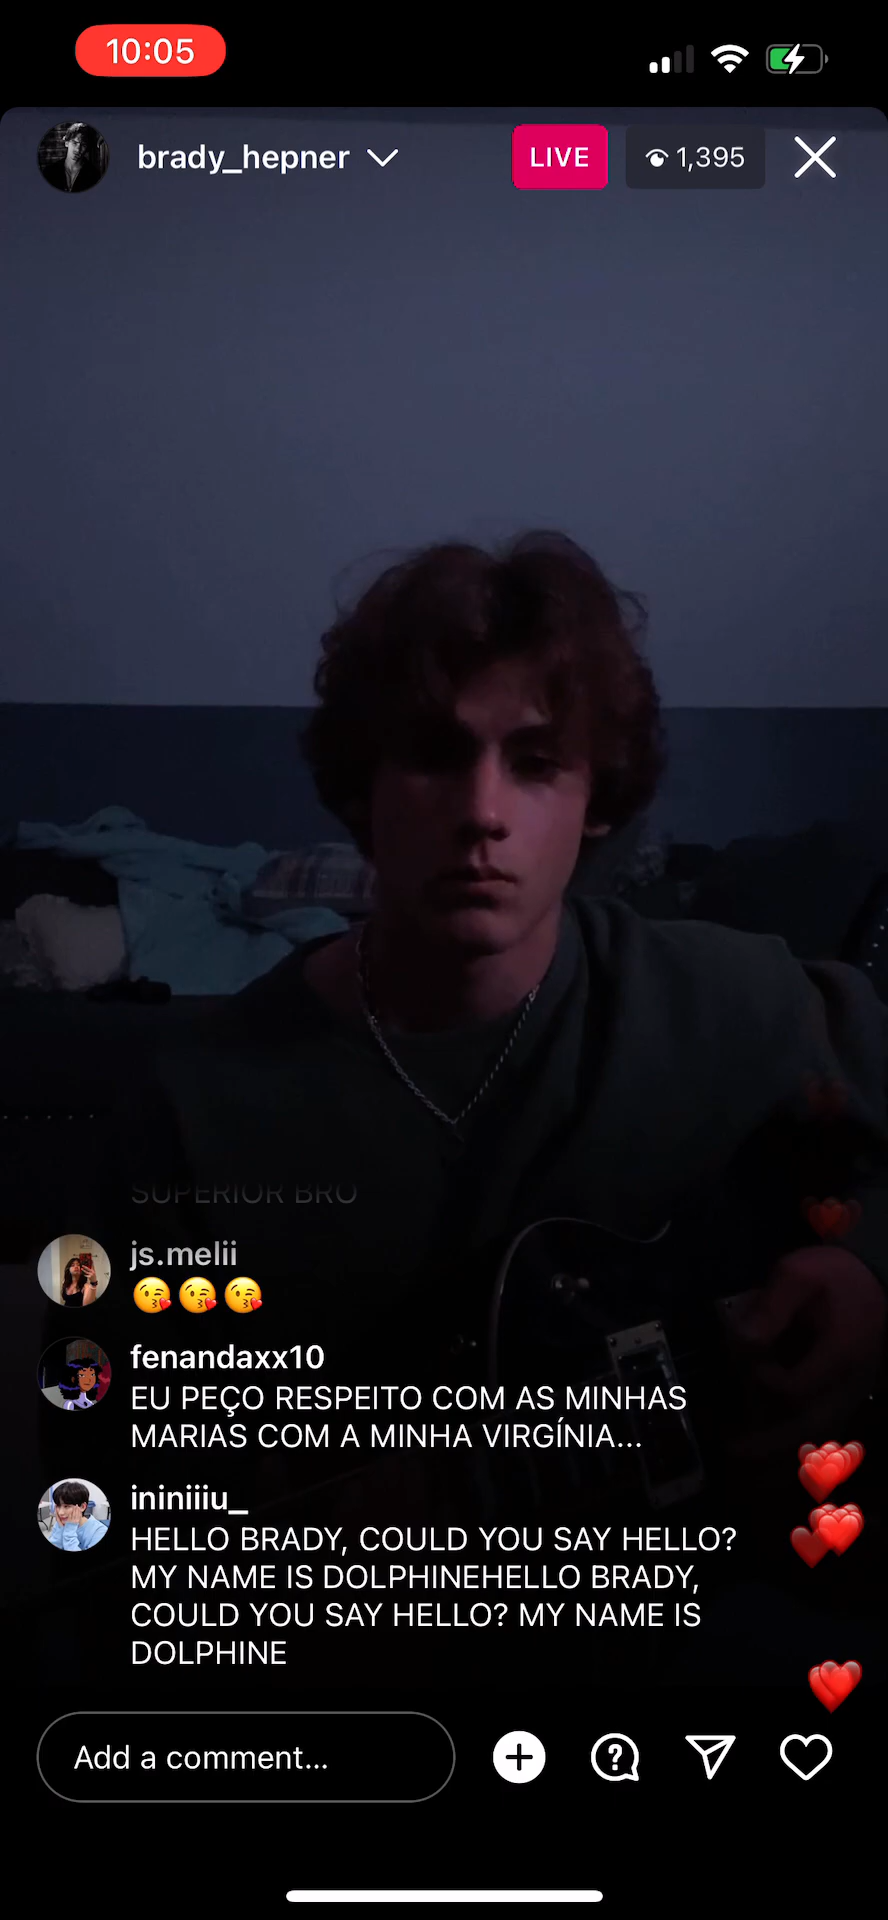 10:05
brady_hepner
LIVE
1,395
SUPERIOR BRO
js.melii
😘😘😘
fenandaxx10
EU PEÇO RESPEITO COM AS MINHAS
MARIAS COM A MINHA VIRGÍNIA...
ininiiiu_
HELLO BRADY, COULD YOU SAY HELLO?
MY NAME IS DOLPHINEHELLO BRADY,
COULD YOU SAY HELLO? MY NAME IS
DOLPHINE
Add a comment...